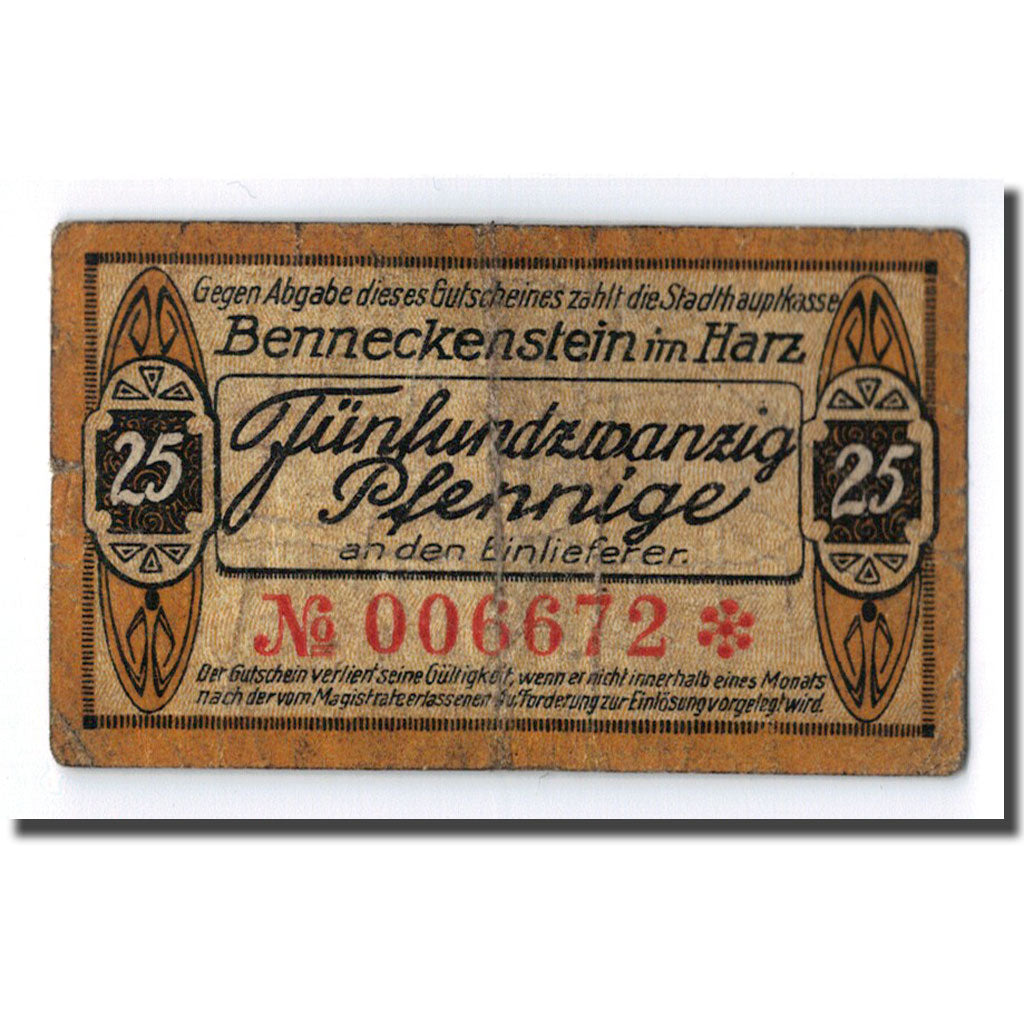 Gegen Abgabe dieses Gutscheines zahlt die Stadthauptkasse
Benneckenstein im Harz
25
Fünfundzwanzig
Pfennige
25
an den Einlieferer.
No 006672
Der Gutschein verliert seine Gültigkeit, wenn er nicht innerhalb eines Monats
nach der vom Magistrate erlassenen Aufforderung zur Einlösung vorgelegt wird.